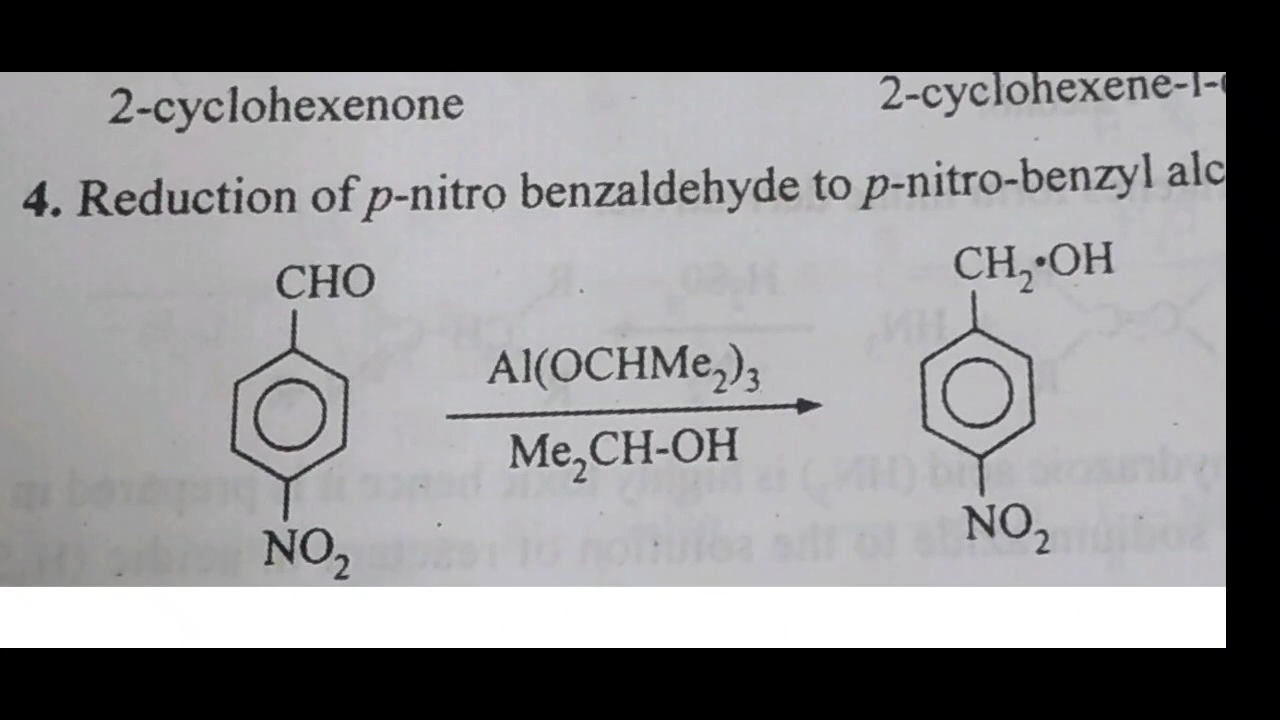 2-cyclohexenone 2-cyclohexene-1-
4. Reduction of p-nitro benzaldehyde to p-nitro-benzyl alc
CHO CH₂•OH
Al(OCHMe₂)₃
Me₂CH-OH
NO₂ NO₂